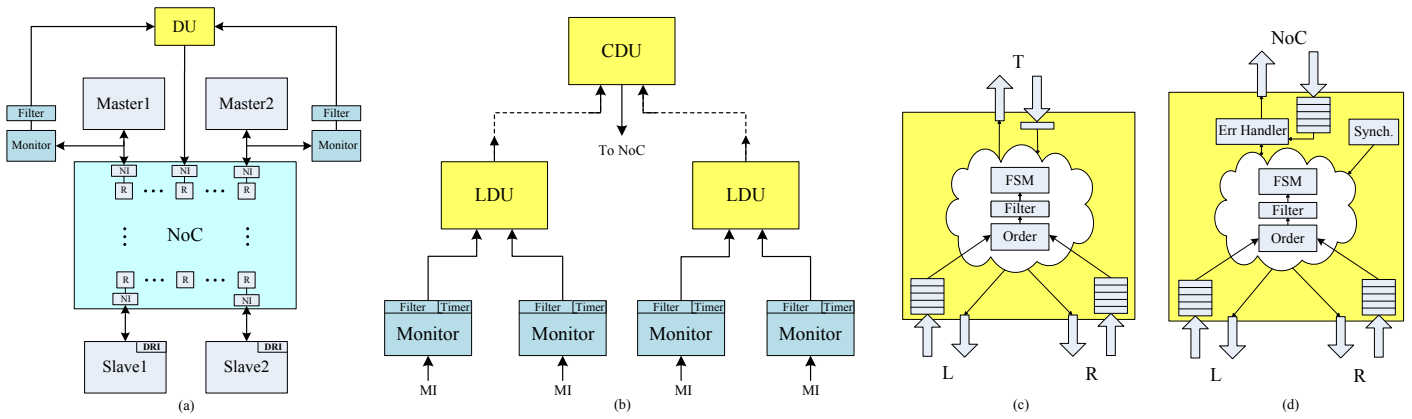 DU
Filter
Monitor
Master1
Master2
Filter
Monitor
NI
NI
NI
R
R
R
NoC
R
R
R
NI
NI
DRI
Slave1
DRI
Slave2
(a)
CDU
To NoC
LDU
LDU
Filter Timer
Monitor
Filter Timer
Monitor
Filter Timer
Monitor
Filter Timer
Monitor
MI
MI
MI
MI
(b)
T
FSM
Filter
Order
L
R
(c)
NoC
Err Handler
Synch.
FSM
Filter
Order
L
R
(d)